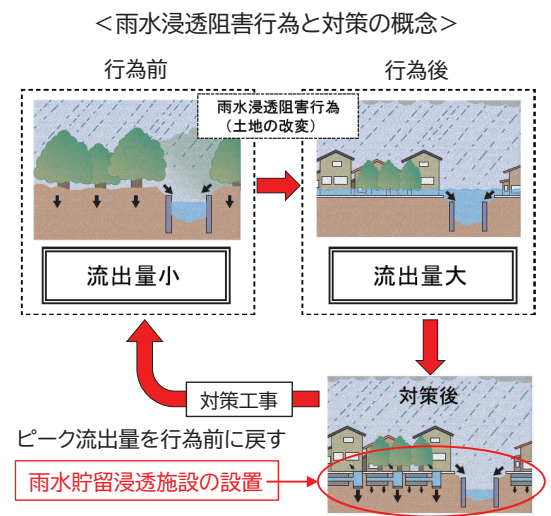 ＜雨水浸透阻害行為と対策の概念＞
行為前
行為後
雨水浸透阻害行為
（土地の改変）
流出量小
流出量大
対策工事
対策後
ピーク流出量を行為前に戻す
雨水貯留浸透施設の設置